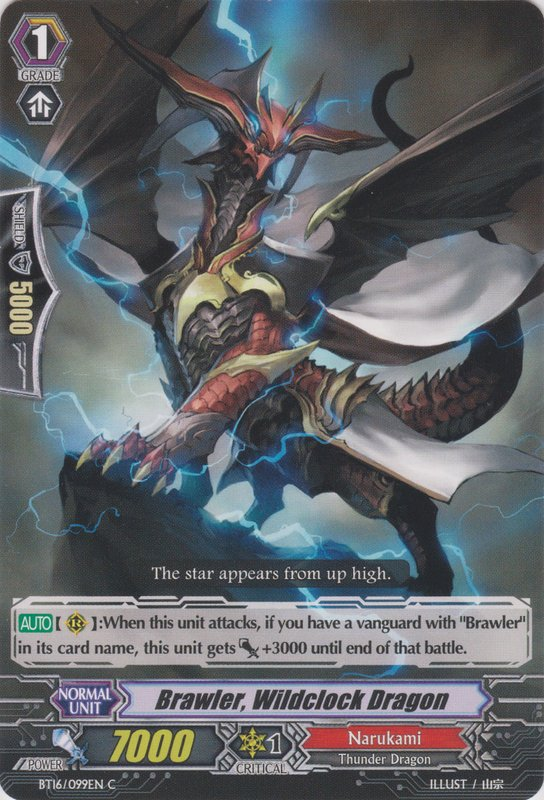 1
GRADE
SHIELD
5000
The star appears from up high.
AUTO【 R 】:When this unit attacks, if you have a vanguard with "Brawler"
in its card name, this unit gets +3000 until end of that battle.
NORMAL
UNIT
Brawler, Wildclock Dragon
POWER
7000
1
CRITICAL
Narukami
Thunder Dragon
BT16/099EN C
ILLUST / 山宗